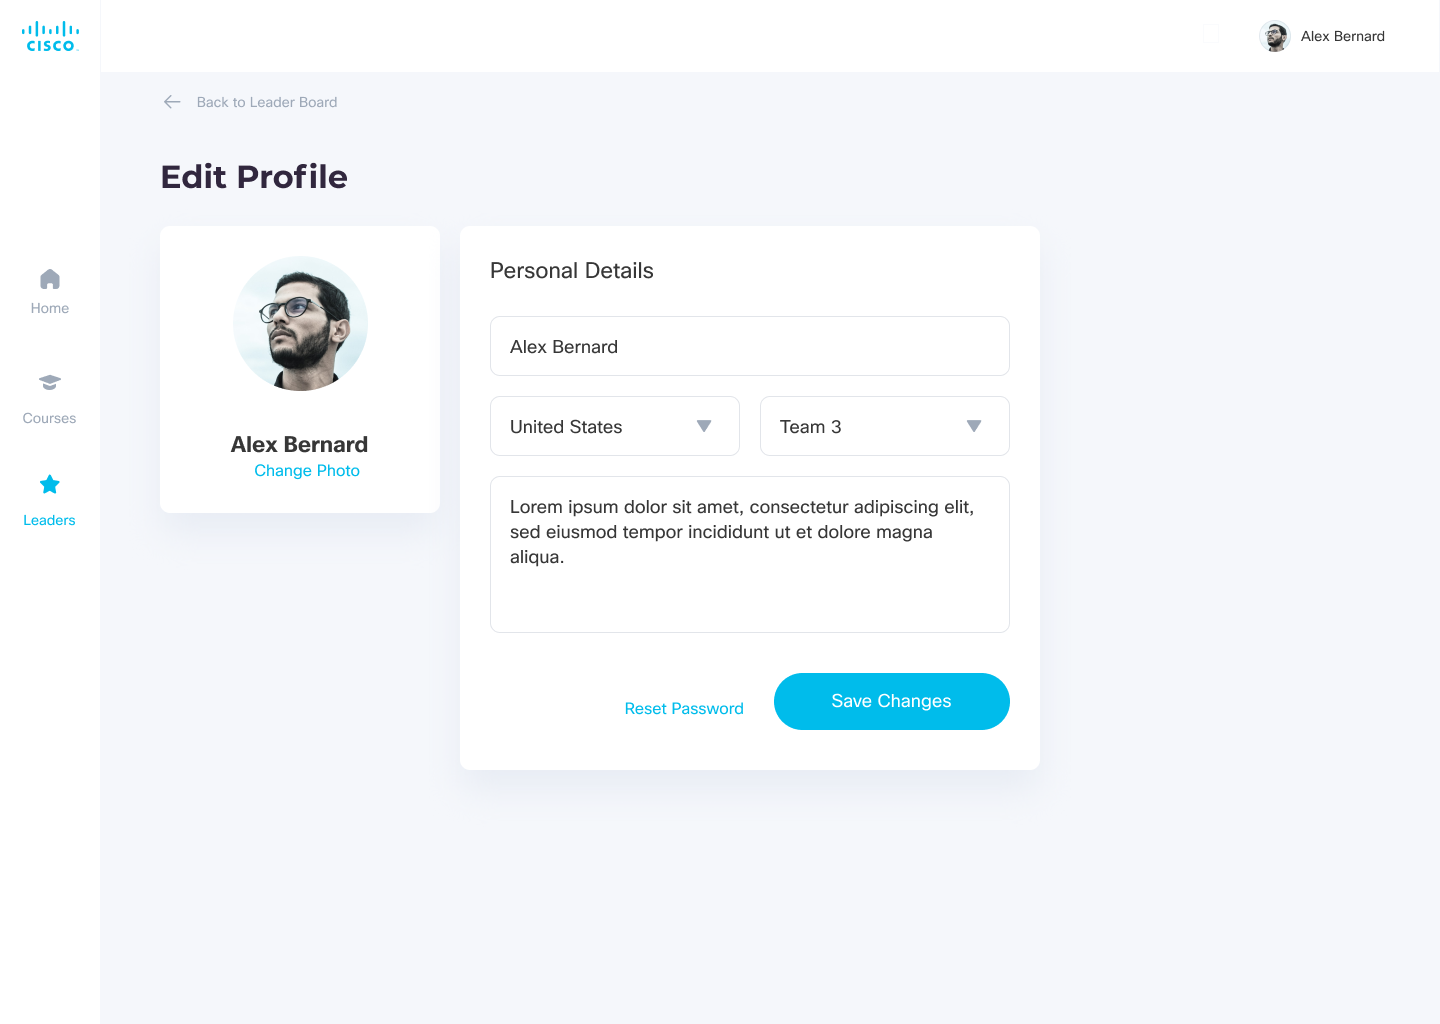 CISCO
Alex Bernard
Back to Leader Board
Edit Profile
Home
Courses
Leaders
Alex Bernard
Change Photo
Personal Details
Alex Bernard
United States
Team 3
Lorem ipsum dolor sit amet, consectetur adipiscing elit,
sed eiusmod tempor incididunt ut et dolore magna
aliqua.
Reset Password
Save Changes